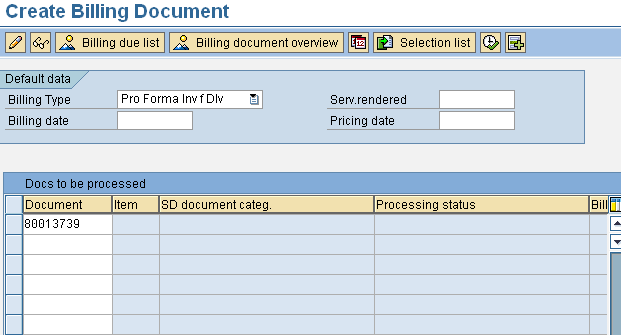 Create Billing Document
Billing due list Billing document overview Selection list
Default data
Billing Type Pro Forma Inv f Dlv Serv.rendered
Billing date Pricing date
Docs to be processed
Document Item SD document categ. Processing status Bill
80013739